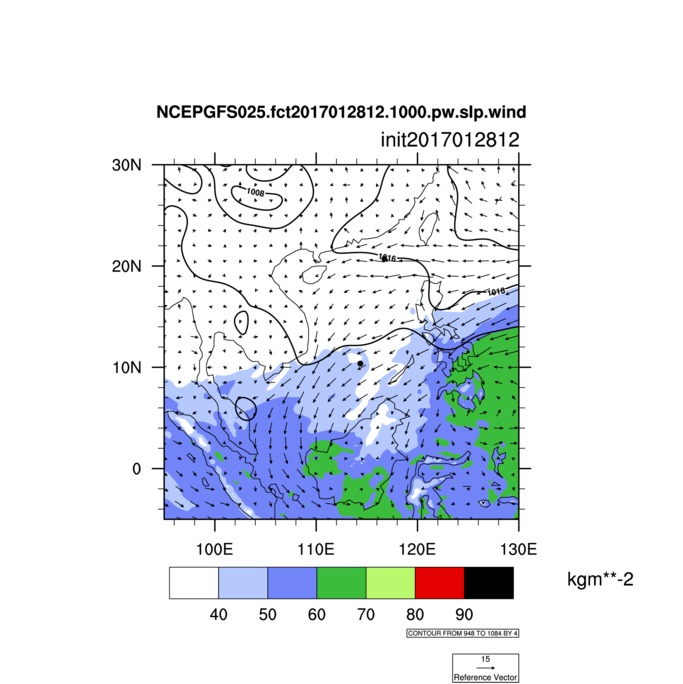 NCEPGFS025.fct2017012812.1000.pw.slp.wind
init2017012812
30N
1008
20N
1016
1016
10N
0
100E 110E 120E 130E
kgm**-2
40 50 60 70 80 90
CONTOUR FROM 948 TO 1084 BY 4
15
Reference Vector